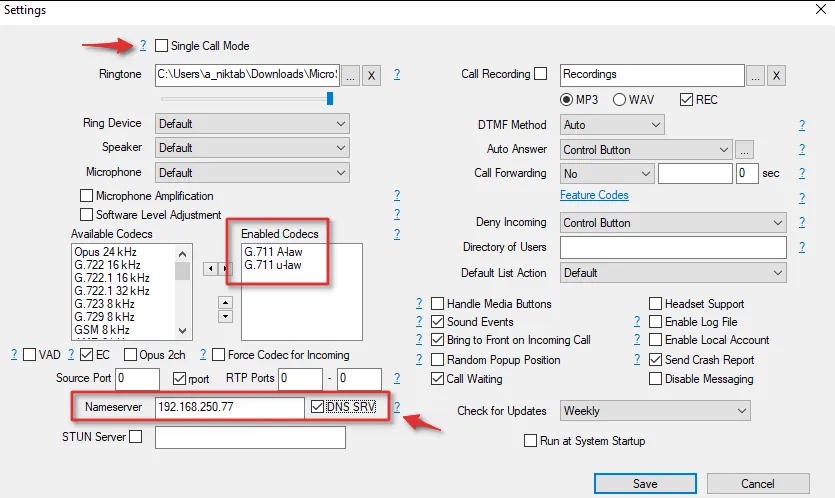 Settings
? Single Call Mode
Ringtone C:\Users\a_niktab\Downloads\Micro ... X ?
Ring Device Default
Speaker Default
Microphone Default
Microphone Amplification ?
Software Level Adjustment ?
Available Codecs Enabled Codecs ?
Opus 24 kHz
G.722 16 kHz
G.722.1 16 kHz
G.722.1 32 kHz
G.723 8 kHz
G.729 8 kHz
GSM 8 kHz
G.711 A-law
G.711 u-law
? VAD ? EC Opus 2ch ? Force Codec for Incoming
Source Port 0 rport RTP Ports 0 - 0 ?
Nameserver 192.168.250.77 DNS SRV ?
STUN Server
Call Recording Recordings ... X
MP3 WAV REC
DTMF Method Auto ?
Auto Answer Control Button ... ?
Call Forwarding No 0 sec ?
Feature Codes ?
Deny Incoming Control Button ?
Directory of Users ?
Default List Action Default
? Handle Media Buttons Headset Support
? Sound Events ? Enable Log File
? Bring to Front on Incoming Call ? Enable Local Account
? Random Popup Position ? Send Crash Report
? Call Waiting Disable Messaging
Check for Updates Weekly
Run at System Startup
Save Cancel